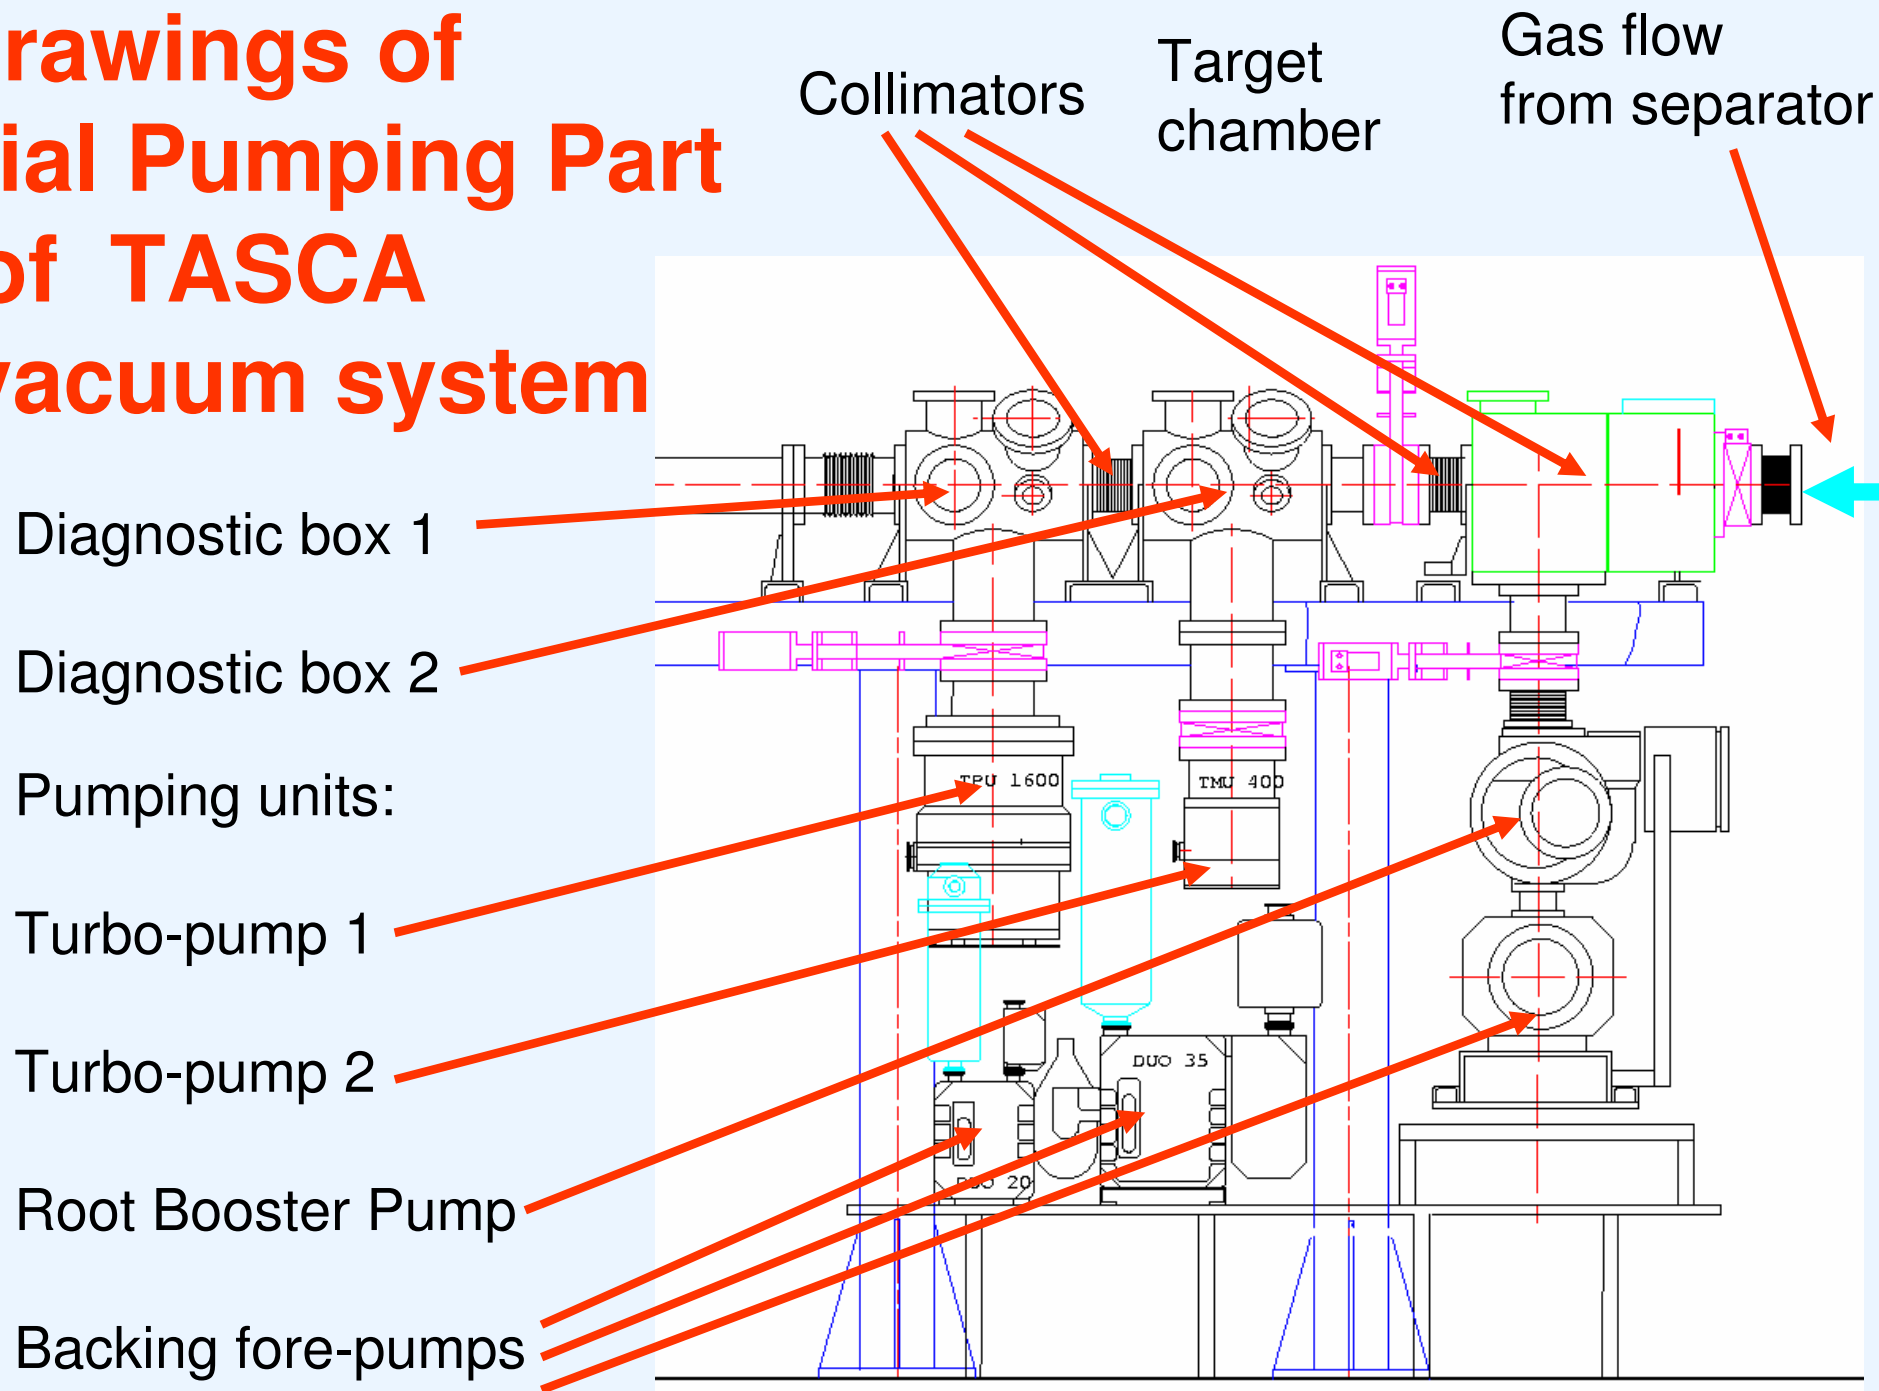 rawings of
ial Pumping Part
of TASCA
vacuum system
Collimators
Target
chamber
Gas flow
from separator
Diagnostic box 1
Diagnostic box 2
Pumping units:
TPU 1600
TMU 400
Turbo-pump 1
Turbo-pump 2
DUO 35
Root Booster Pump
DUO 20
Backing fore-pumps